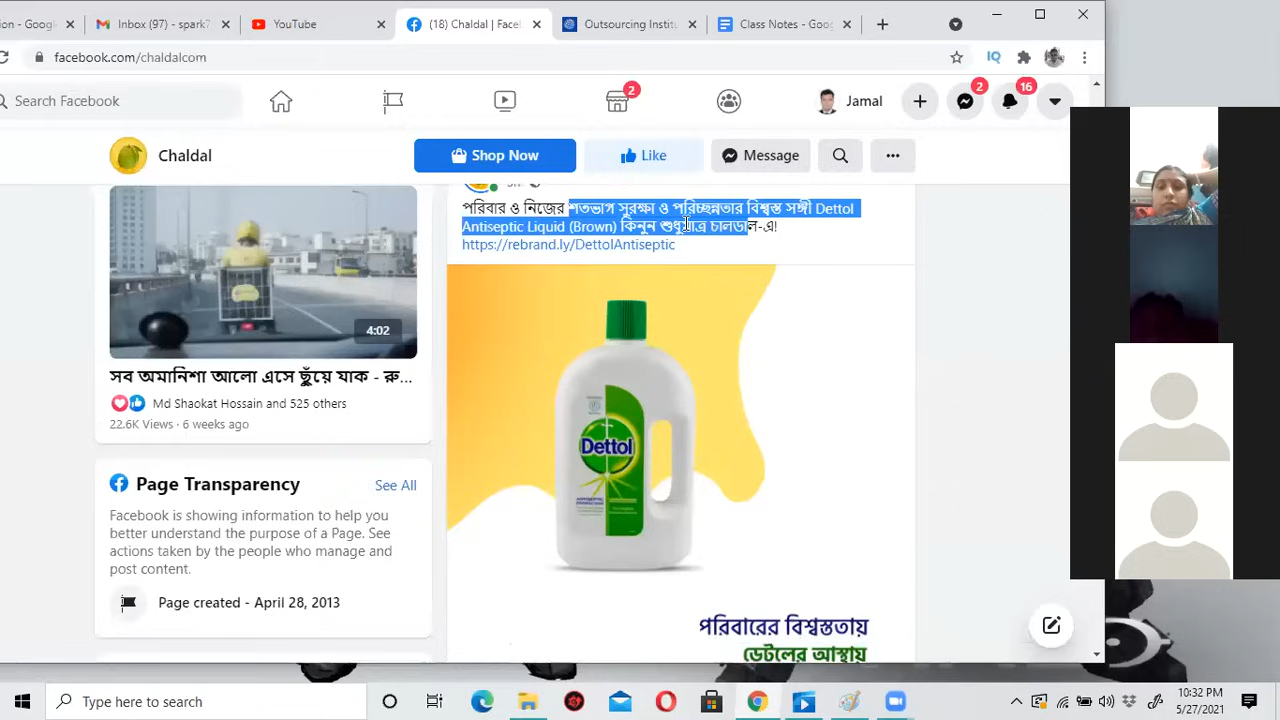 Inbox (97) - spark7
YouTube
(18) Chaldal | Face
Outsourcing Institu
Class Notes - Goog
facebook.com/chaldalcom
Search Facebook
2
Jamal
2
16
Chaldal
Shop Now
Like
Message
পরিবার ও নিজের শতভাগ সুরক্ষা ও পরিচ্ছন্নতার বিশ্বস্ত সঙ্গী Dettol
Antiseptic Liquid (Brown) কিনুন শুধুমাত্র চালডাল-এ!
https://rebrand.ly/DettolAntiseptic
4:02
সব অমানিশা আলো এসে ছুঁয়ে যাক - রু...
Md Shaokat Hossain and 525 others
22.6K Views · 6 weeks ago
Page Transparency
See All
Facebook is showing information to help you
better understand the purpose of a Page. See
actions taken by the people who manage and
post content.
Page created - April 28, 2013
Dettol
পরিবারের বিশ্বস্ততায়
ডেটলের আস্থায়
Type here to search
10:32 PM
5/27/2021